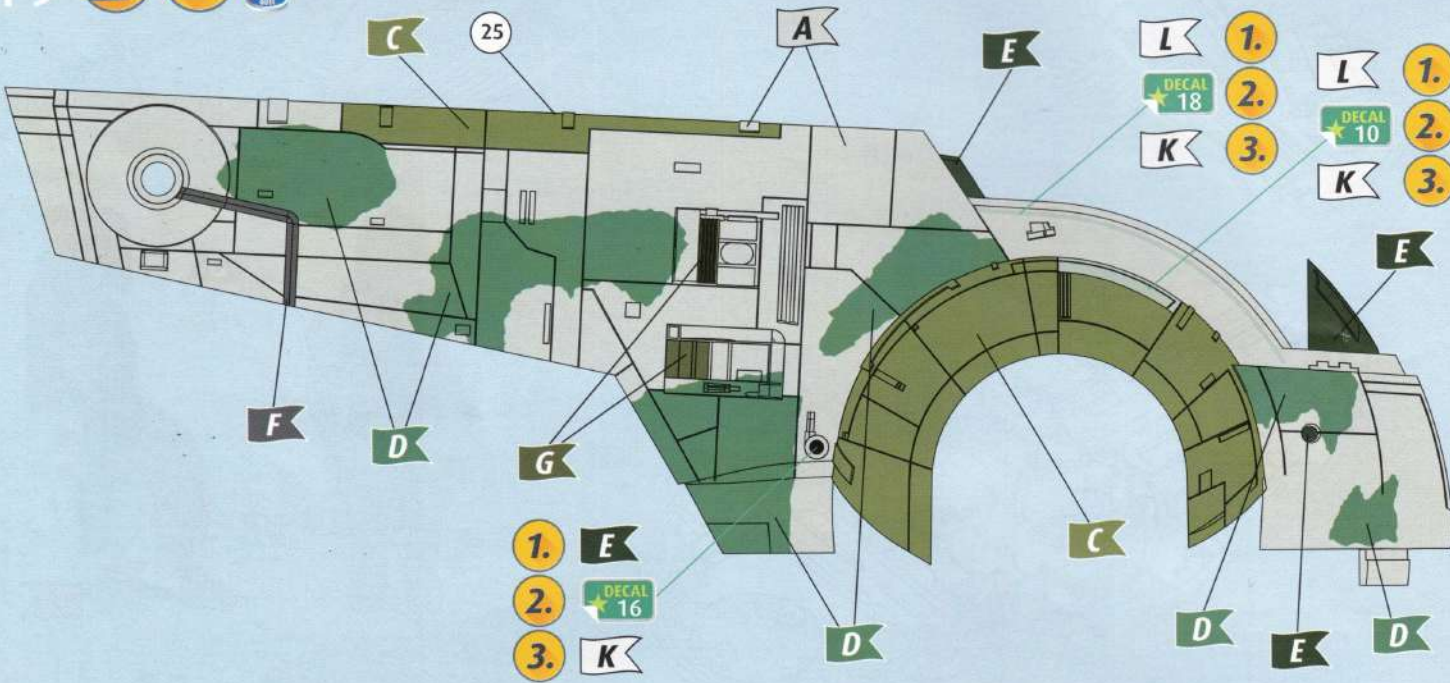 C
25
A
E
L 1.
DECAL 18 2.
K 3.
L 1.
DECAL 10 2.
K 3.
E
F
D
G
1. E
2. DECAL 16
3. K
D
C
D
E
D